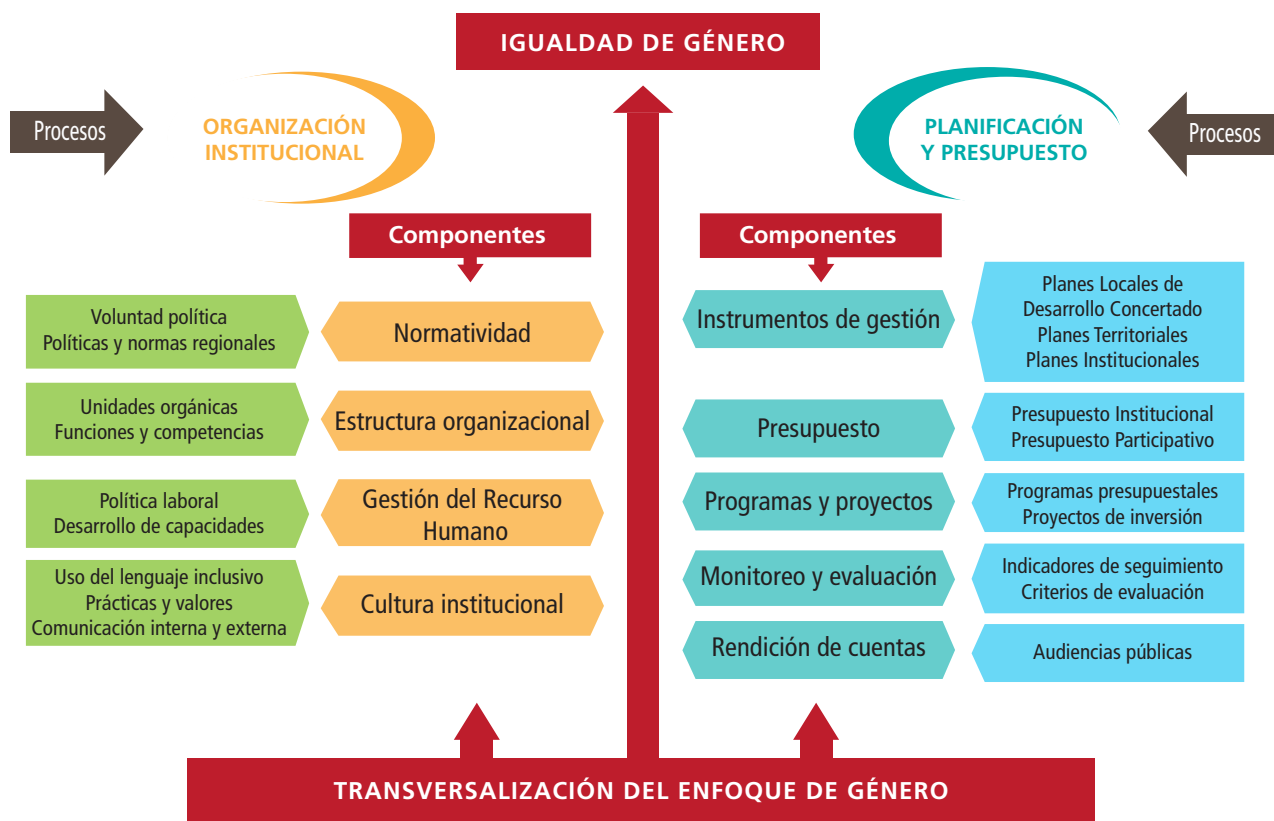 IGUALDAD DE GÉNERO
Procesos
ORGANIZACIÓN
INSTITUCIONAL
PLANIFICACIÓN
Y PRESUPUESTO
Procesos
Componentes
Voluntad política
Políticas y normas regionales
Normatividad
Unidades orgánicas
Funciones y competencias
Estructura organizacional
Política laboral
Desarrollo de capacidades
Gestión del Recurso
Humano
Uso del lenguaje inclusivo
Prácticas y valores
Comunicación interna y externa
Cultura institucional
Componentes
Instrumentos de gestión
Planes Locales de
Desarrollo Concertado
Planes Territoriales
Planes Institucionales
Presupuesto
Presupuesto Institucional
Presupuesto Participativo
Programas y proyectos
Programas presupuestales
Proyectos de inversión
Monitoreo y evaluación
Indicadores de seguimiento
Criterios de evaluación
Rendición de cuentas
Audiencias públicas
TRANSVERSALIZACIÓN DEL ENFOQUE DE GÉNERO